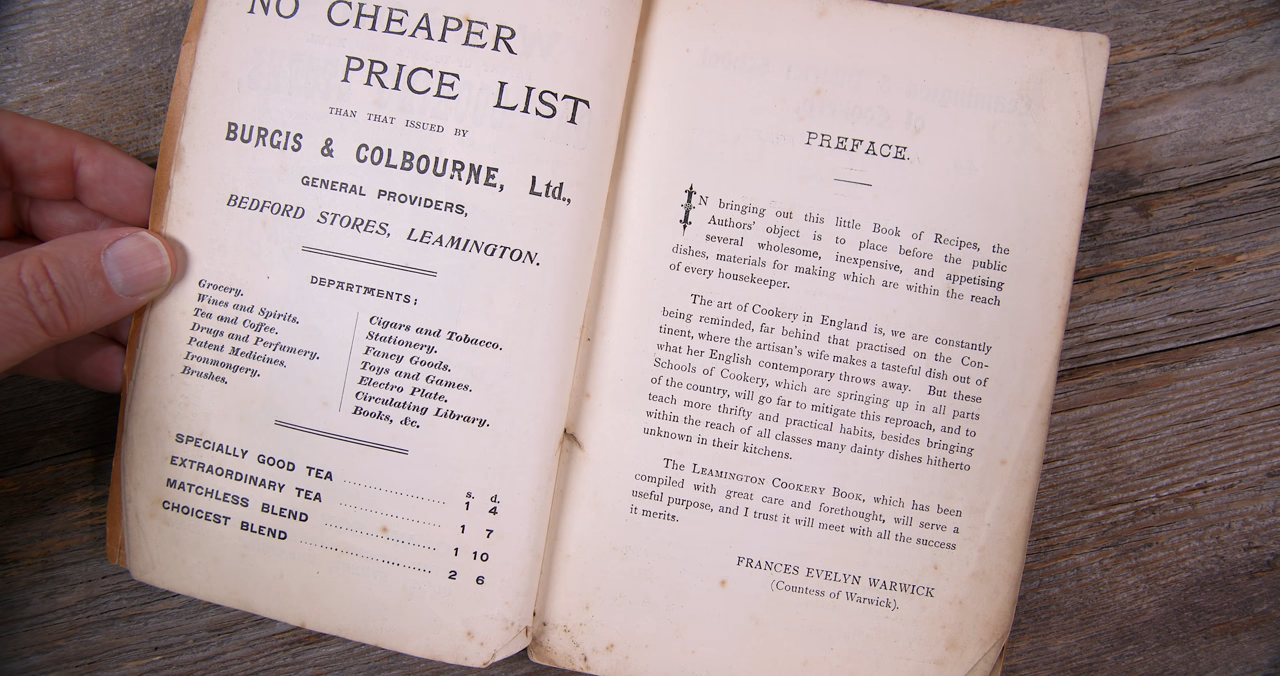 NO CHEAPER
PRICE LIST
THAN THAT ISSUED BY
BURGIS & COLBOURNE, Ltd.,
GENERAL PROVIDERS,
BEDFORD STORES, LEAMINGTON.
DEPARTMENTS;
Grocery.
Wines and Spirits.
Tea and Coffee.
Drugs and Perfumery.
Patent Medicines.
Ironmongery.
Brushes.
Cigars and Tobacco.
Stationery.
Fancy Goods.
Toys and Games.
Electro Plate.
Circulating Library.
Books, &c.
s. d.
SPECIALLY GOOD TEA .................... 1 4
EXTRAORDINARY TEA .................... 1 7
MATCHLESS BLEND .................... 1 10
CHOICEST BLEND .................... 2 6
PREFACE.
IN bringing out this little Book of Recipes, the
Authors' object is to place before the public
several wholesome, inexpensive, and appetising
dishes, materials for making which are within the reach
of every housekeeper.
The art of Cookery in England is, we are constantly
being reminded, far behind that practised on the Con-
tinent, where the artisan's wife makes a tasteful dish out of
what her English contemporary throws away. But these
Schools of Cookery, which are springing up in all parts
of the country, will go far to mitigate this reproach, and to
teach more thrifty and practical habits, besides bringing
within the reach of all classes many dainty dishes hitherto
unknown in their kitchens.
The LEAMINGTON COOKERY BOOK, which has been
compiled with great care and forethought, will serve a
useful purpose, and I trust it will meet with all the success
it merits.
FRANCES EVELYN WARWICK
(Countess of Warwick).